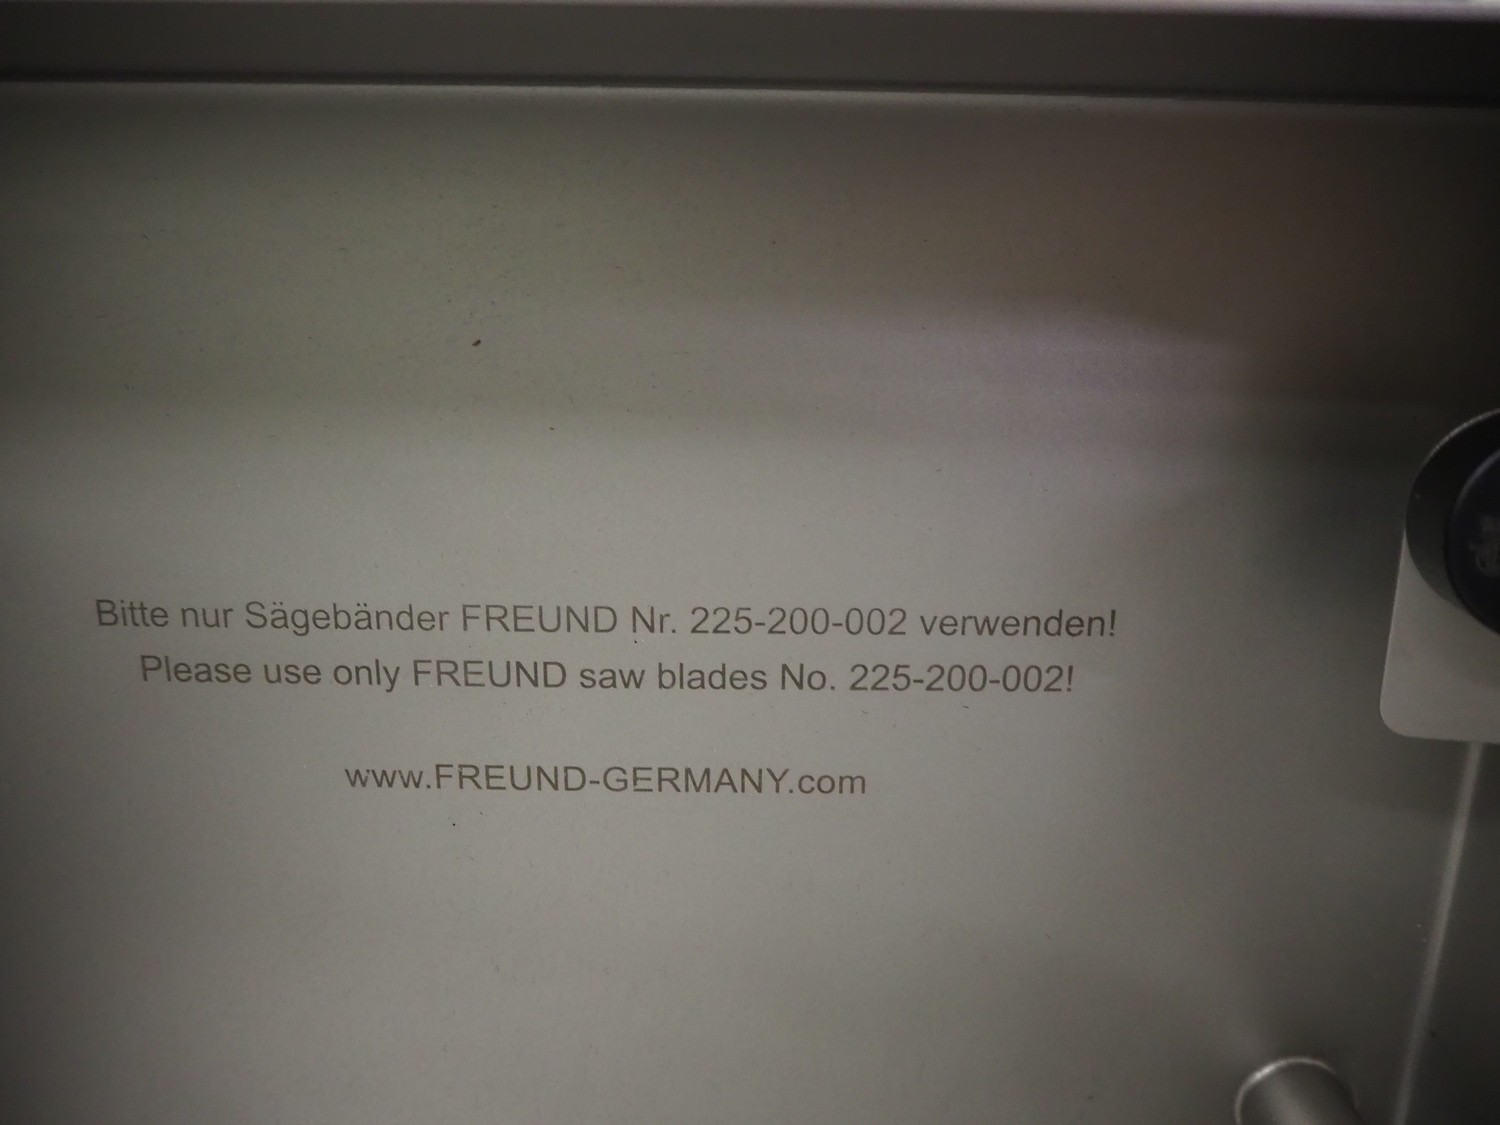 Bitte nur Sägebänder FREUND Nr. 225-200-002 verwenden!
Please use only FREUND saw blades No. 225-200-002!
www.FREUND-GERMANY.com